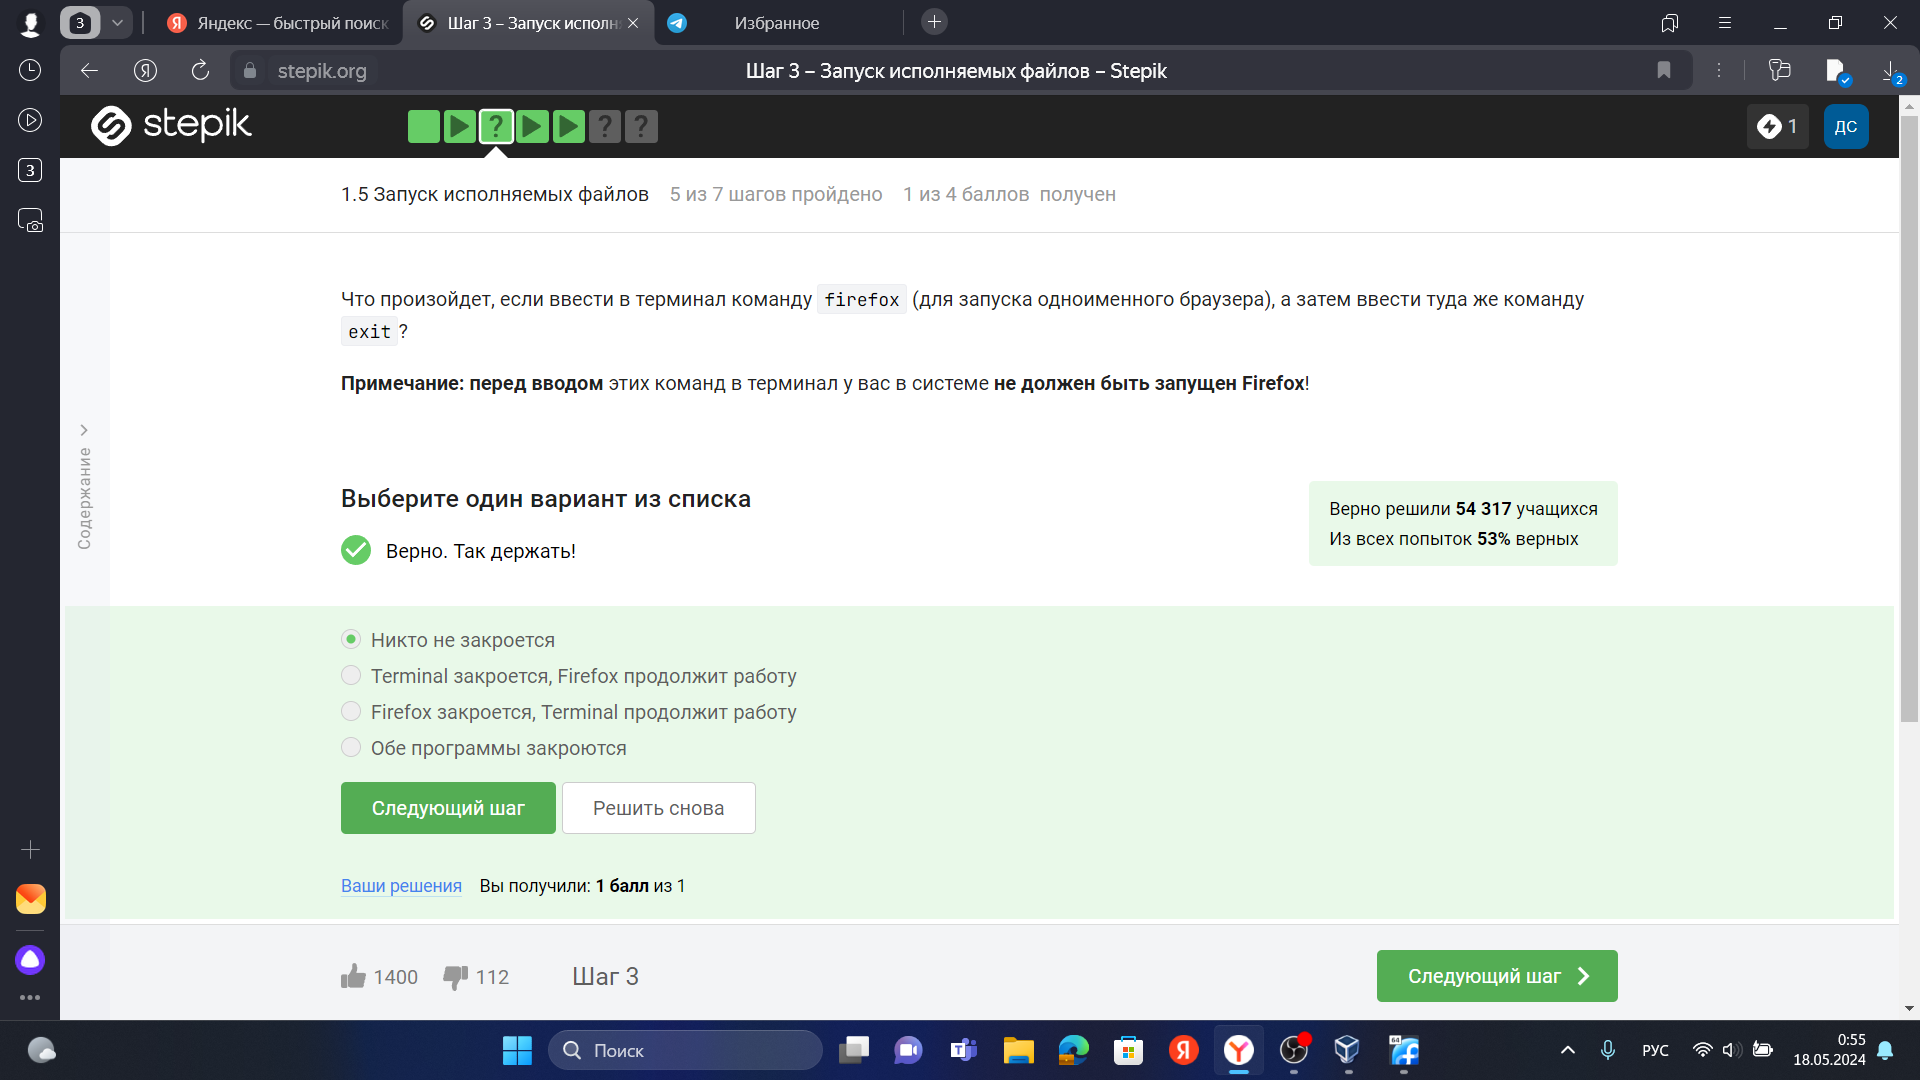 3
Яндекс — быстрый поиск
Шаг 3 – Запуск исполн
Избранное
Я
stepik.org
Шаг 3 – Запуск исполняемых файлов – Stepik
2
3
stepik
? ? ?
1
ДС
1.5 Запуск исполняемых файлов 5 из 7 шагов пройдено 1 из 4 баллов получен
Что произойдет, если ввести в терминал команду firefox (для запуска одноименного браузера), а затем ввести туда же команду
exit ?
Примечание: перед вводом этих команд в терминал у вас в системе не должен быть запущен Firefox!
Содержание
Выберите один вариант из списка
Верно. Так держать!
Верно решили 54 317 учащихся
Из всех попыток 53% верных
Никто не закроется
Terminal закроется, Firefox продолжит работу
Firefox закроется, Terminal продолжит работу
Обе программы закроются
Следующий шаг
Решить снова
Ваши решения Вы получили: 1 балл из 1
1400
112
Шаг 3
Следующий шаг
Поиск
РУС
0:55
18.05.2024